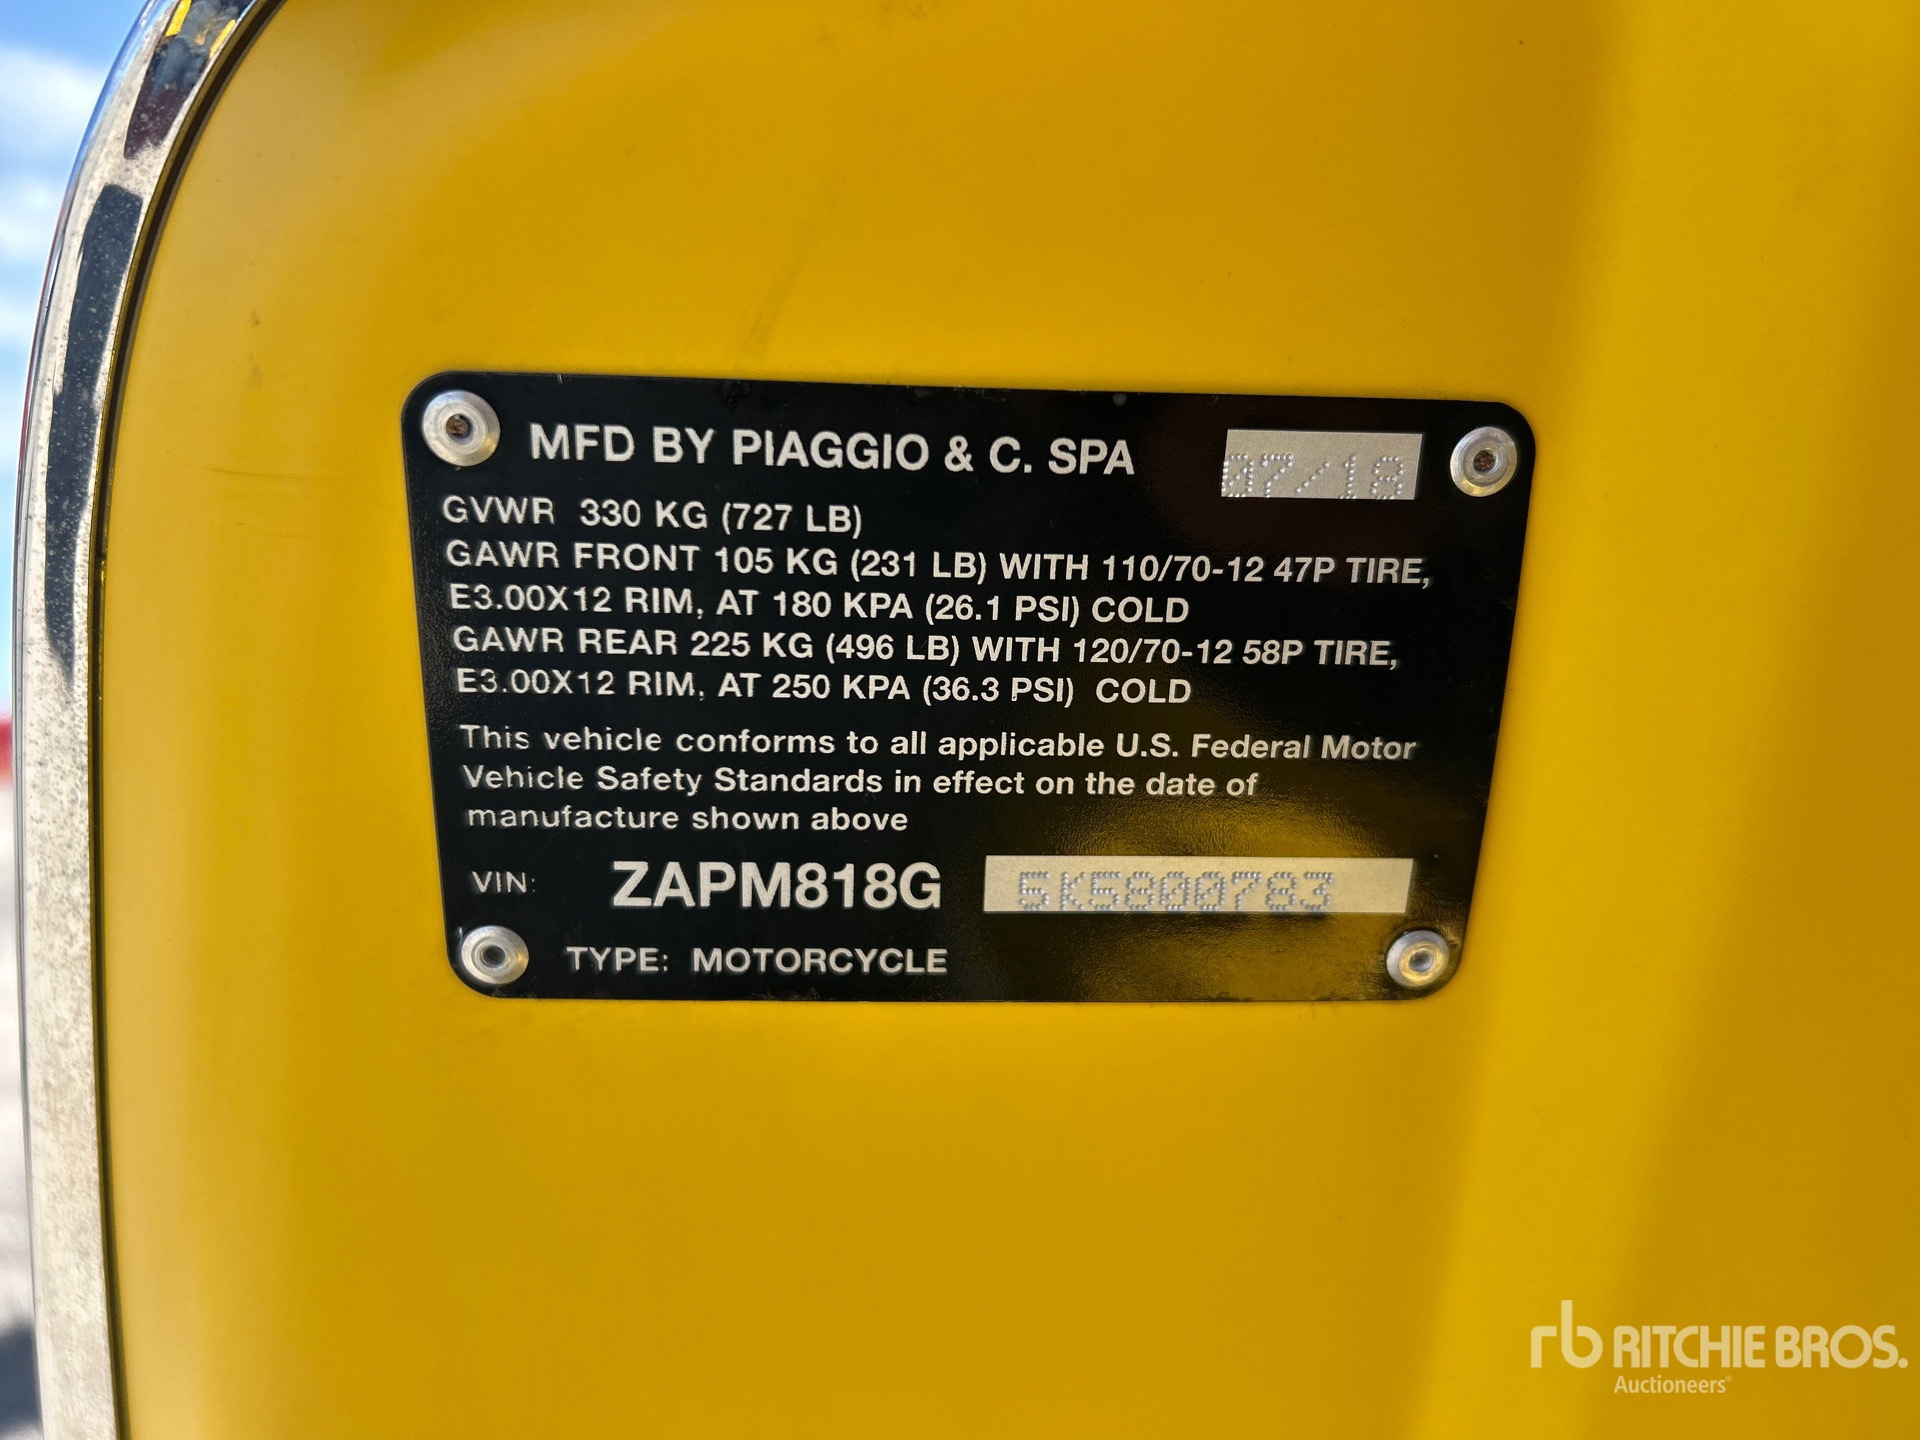 MFD BY PIAGGIO & C. SPA 07/18
GVWR 330 KG (727 LB)
GAWR FRONT 105 KG (231 LB) WITH 110/70-12 47P TIRE,
E3.00X12 RIM, AT 180 KPA (26.1 PSI) COLD
GAWR REAR 225 KG (496 LB) WITH 120/70-12 58P TIRE,
E3.00X12 RIM, AT 250 KPA (36.3 PSI) COLD
This vehicle conforms to all applicable U.S. Federal Motor
Vehicle Safety Standards in effect on the date of
manufacture shown above
VIN: ZAPM818G 5K5800783
TYPE: MOTORCYCLE
rb RITCHIE BROS.
Auctioneers®